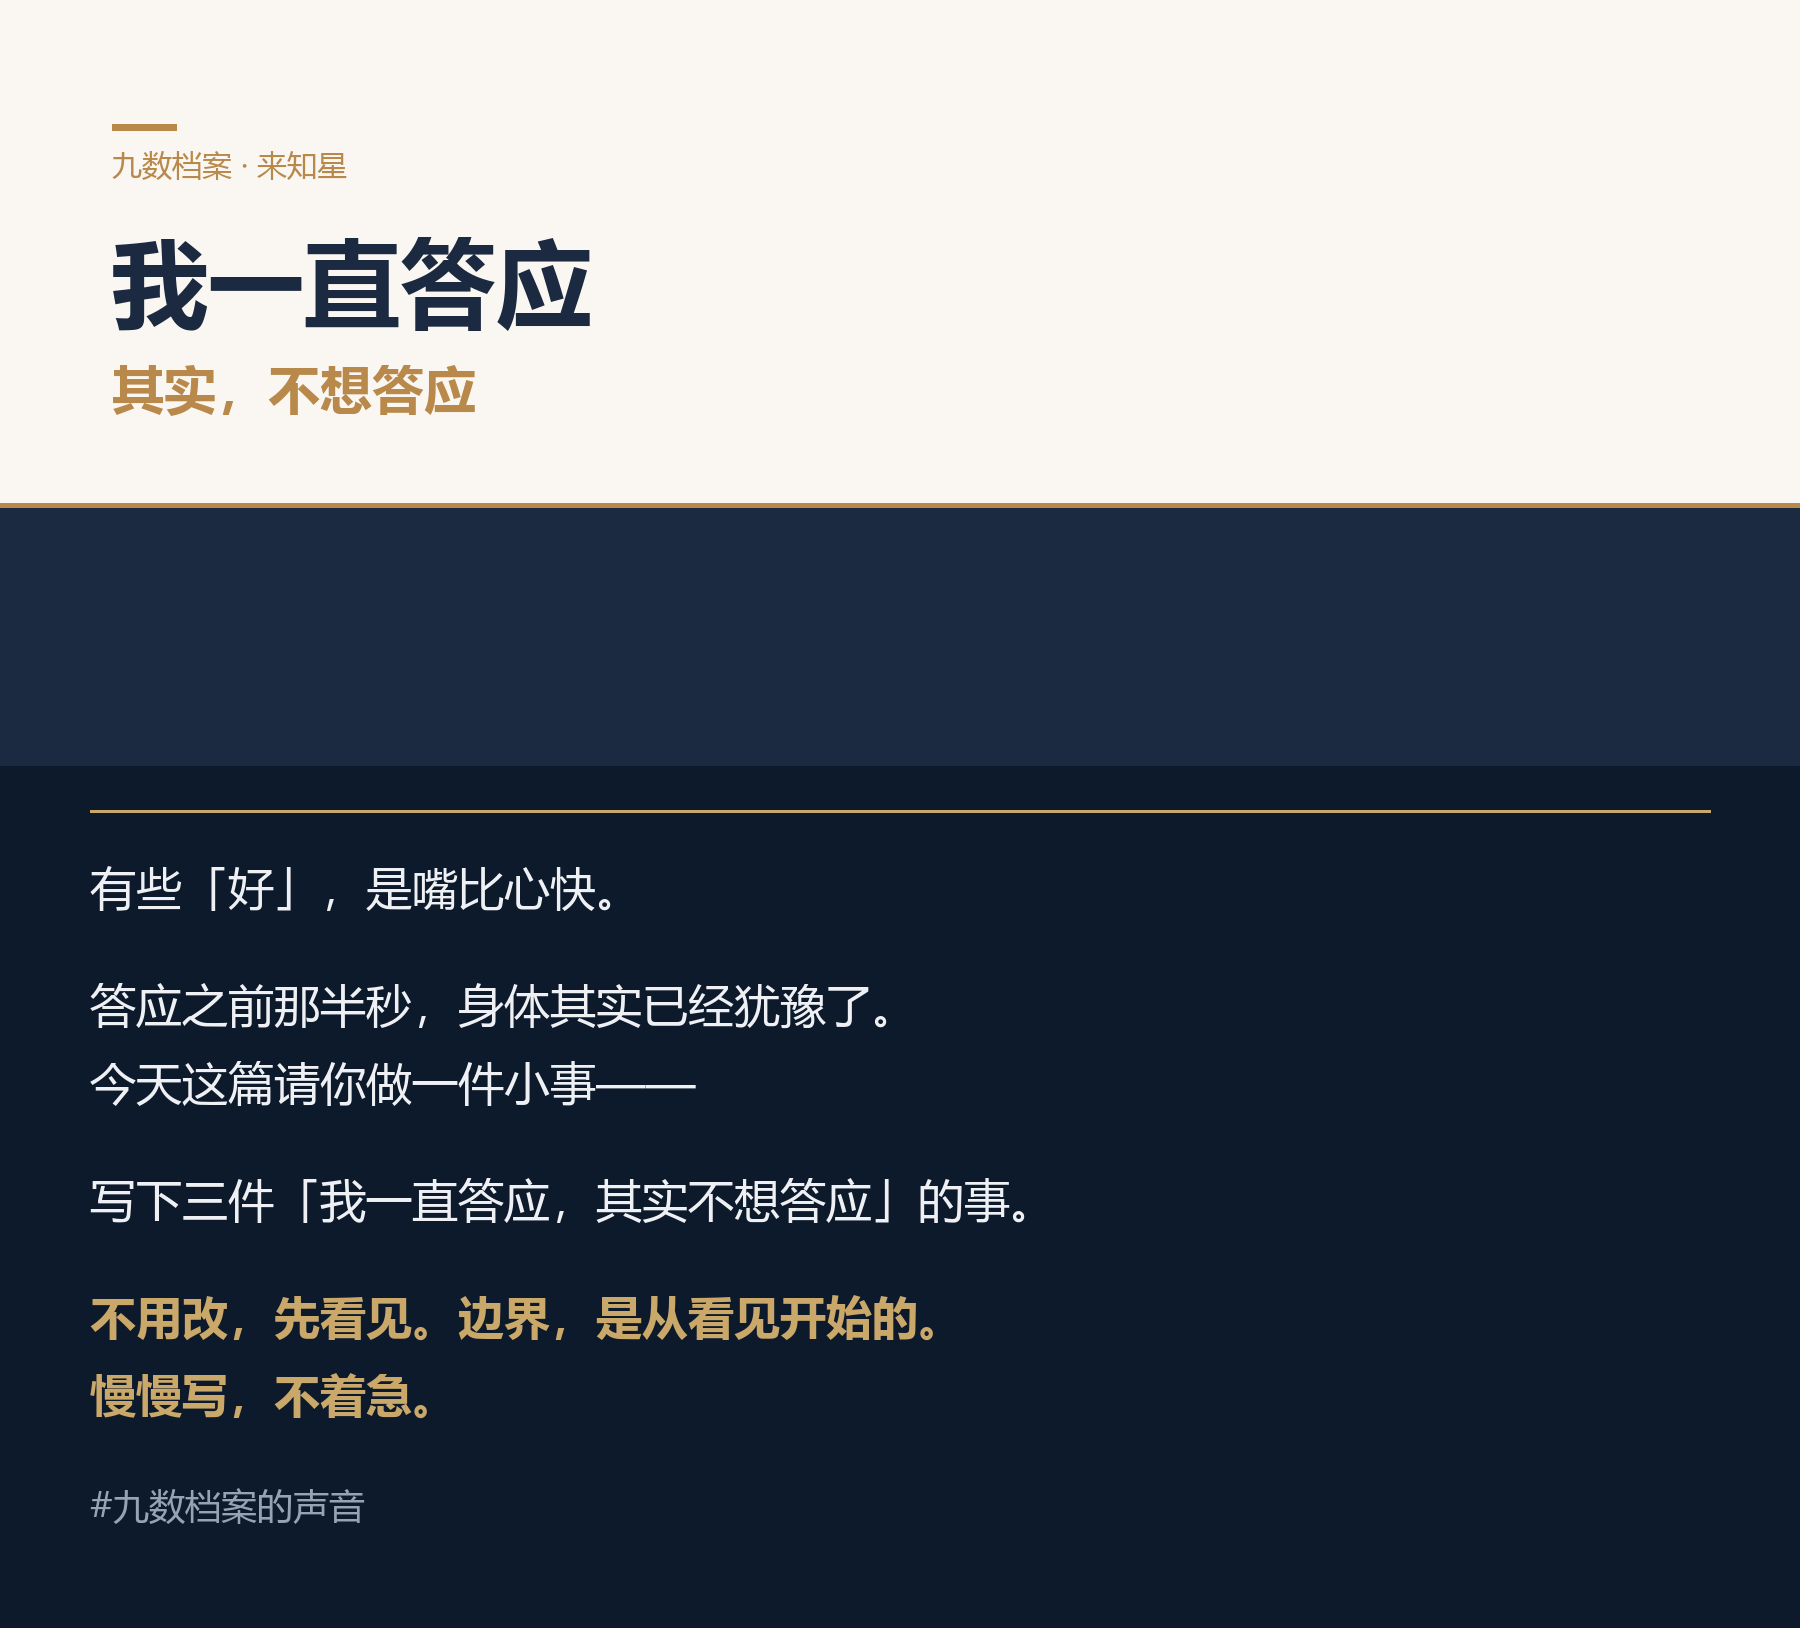 九数档案 · 来知星
我一直答应
其实，不想答应
有些「好」，是嘴比心快。
答应之前那半秒，身体其实已经犹豫了。
今天这篇请你做一件小事——
写下三件「我一直答应，其实不想答应」的事。
不用改，先看见。边界，是从看见开始的。
慢慢写，不着急。
#九数档案的声音